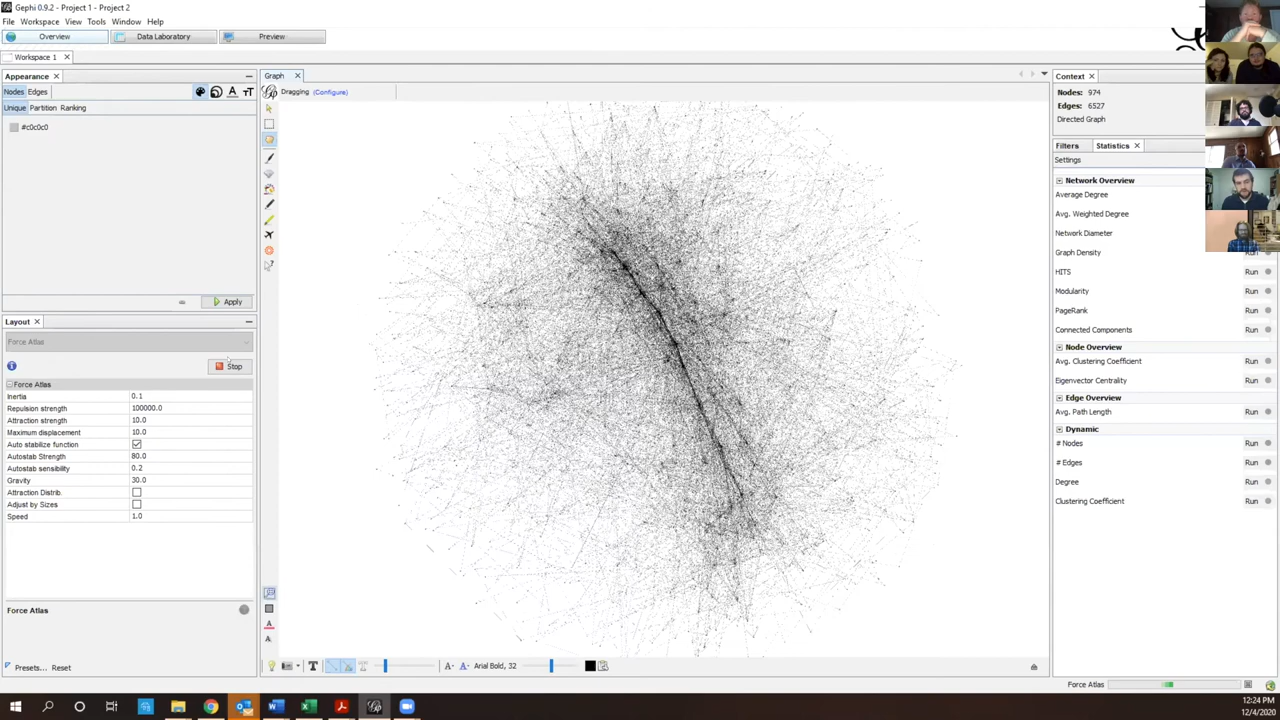 Gephi 0.9.2 - Project 1 - Project 2
File Workspace View Tools Window Help
Overview Data Laboratory Preview
Workspace 1
Appearance
Nodes Edges
Unique Partition Ranking
#c0c0c0
Apply
Layout
Force Atlas
Stop
Force Atlas
Inertia 0.1
Repulsion strength 100000.0
Attraction strength 10.0
Maximum displacement 10.0
Auto stabilize function
Autostab Strength 80.0
Autostab sensibility 0.2
Gravity 30.0
Attraction Distrib.
Adjust by Sizes
Speed 1.0
Force Atlas
Presets... Reset
Graph
Dragging (Configure)
Arial Bold, 32
Context
Nodes: 974
Edges: 6527
Directed Graph
Filters Statistics
Settings
Network Overview
Average Degree
Avg. Weighted Degree
Network Diameter
Graph Density Run
HITS Run
Modularity Run
PageRank Run
Connected Components Run
Node Overview
Avg. Clustering Coefficient Run
Eigenvector Centrality Run
Edge Overview
Avg. Path Length Run
Dynamic
# Nodes Run
# Edges Run
Degree Run
Clustering Coefficient Run
Force Atlas
12:24 PM
12/4/2020